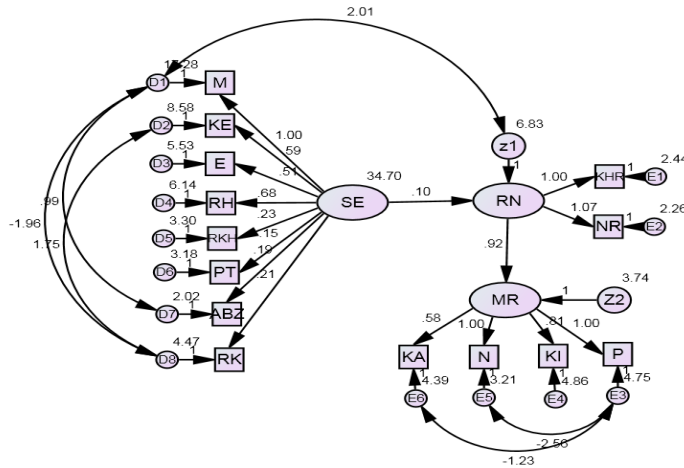 2.01
D1 1 M
8.58
D2 1 KE
5.53
D3 1 E
6.14
D4 1 RH
3.30
D5 1 RKH
3.18
D6 1 PT
2.02
D7 1 ABZ
4.47
D8 1 RK
.99
-1.96
1.75
1.00
.59
.51
.68
.23
.15
.19
.21
34.70
SE
.10
6.83
z1
1
RN
1.00
KHR 1 E1
2.44
1.07
NR 1 E2
2.26
.92
MR
1
Z2
3.74
.58
1.00
.81
1.00
KA
N
KI
P
1
1
1
1
4.39
3.21
4.86
4.75
E6
E5
E4
E3
-2.56
-1.23